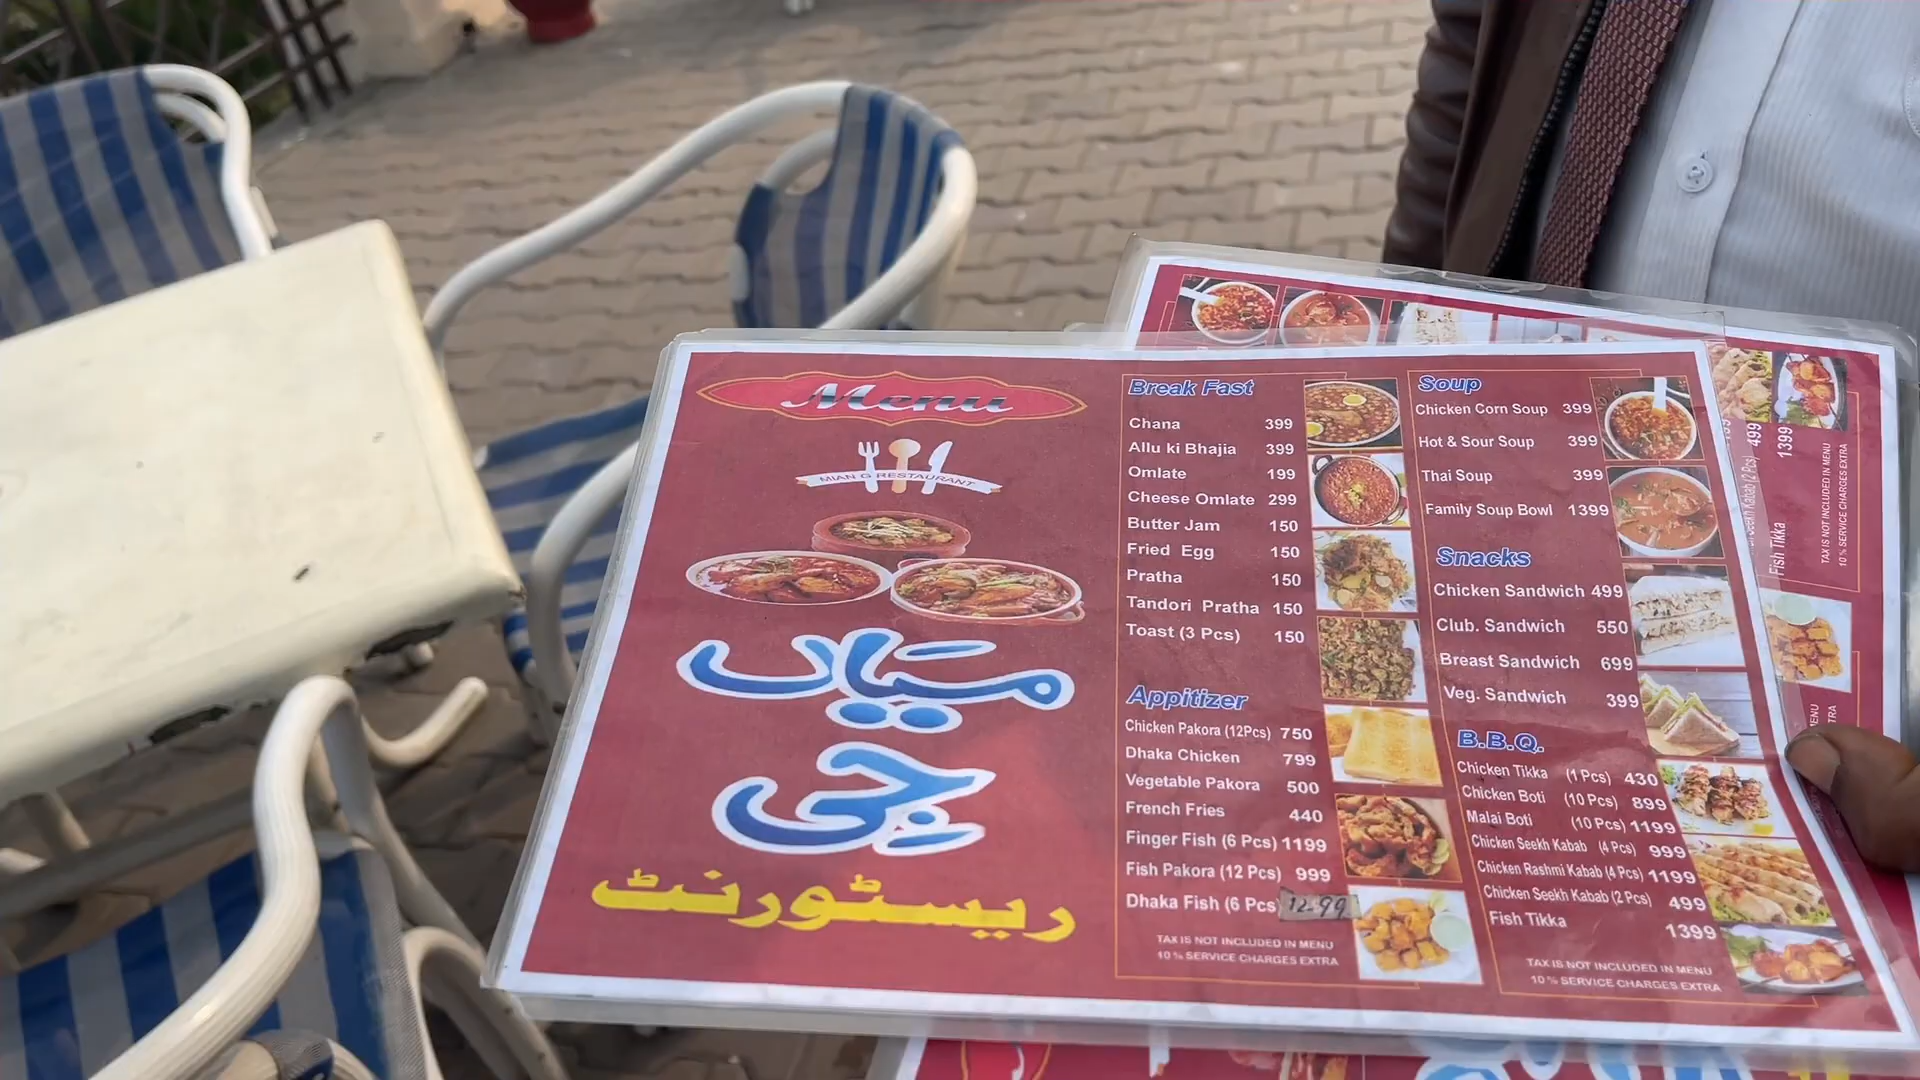 Menu
MIAN G RESTAURANT
میاں
جی
ریسٹورنٹ
Break Fast
Chana 399
Allu ki Bhajia 399
Omlate 199
Cheese Omlate 299
Butter Jam 150
Fried Egg 150
Pratha 150
Tandori Pratha 150
Toast (3 Pcs) 150
Appitizer
Chicken Pakora (12Pcs) 750
Dhaka Chicken 799
Vegetable Pakora 500
French Fries 440
Finger Fish (6 Pcs) 1199
Fish Pakora (12 Pcs) 999
Dhaka Fish (6 Pcs) 12-99
TAX IS NOT INCLUDED IN MENU
10 % SERVICE CHARGES EXTRA
Soup
Chicken Corn Soup 399
Hot & Sour Soup 399
Thai Soup 399
Family Soup Bowl 1399
Snacks
Chicken Sandwich 499
Club. Sandwich 550
Breast Sandwich 699
Veg. Sandwich 399
B.B.Q.
Chicken Tikka (1 Pcs) 430
Chicken Boti (10 Pcs) 899
Malai Boti (10 Pcs) 1199
Chicken Seekh Kabab (4 Pcs) 999
Chicken Rashmi Kabab (4 Pcs) 1199
Chicken Seekh Kabab (2 Pcs) 499
Fish Tikka 1399
TAX IS NOT INCLUDED IN MENU
10 % SERVICE CHARGES EXTRA
Seekh Kabab (2 Pcs) 499
Fish Tikka 1399
TAX IS NOT INCLUDED IN MENU
10 % SERVICE CHARGES EXTRA